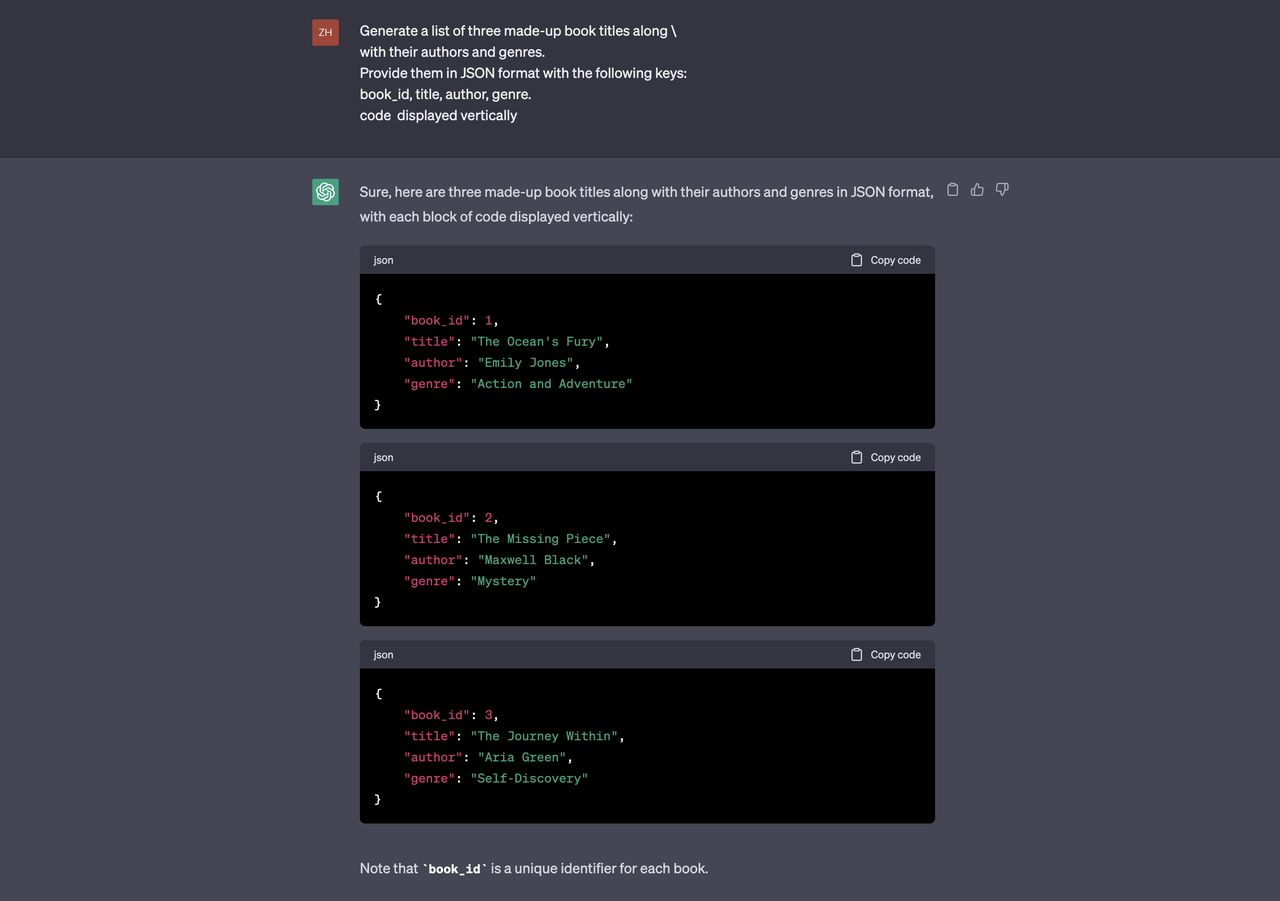 ZH
Generate a list of three made-up book titles along \
with their authors and genres.
Provide them in JSON format with the following keys:
book_id, title, author, genre.
code  displayed vertically
Sure, here are three made-up book titles along with their authors and genres in JSON format,
with each block of code displayed vertically:
json Copy code
{
    "book_id": 1,
    "title": "The Ocean's Fury",
    "author": "Emily Jones",
    "genre": "Action and Adventure"
}
json Copy code
{
    "book_id": 2,
    "title": "The Missing Piece",
    "author": "Maxwell Black",
    "genre": "Mystery"
}
json Copy code
{
    "book_id": 3,
    "title": "The Journey Within",
    "author": "Aria Green",
    "genre": "Self-Discovery"
}
Note that `book_id` is a unique identifier for each book.